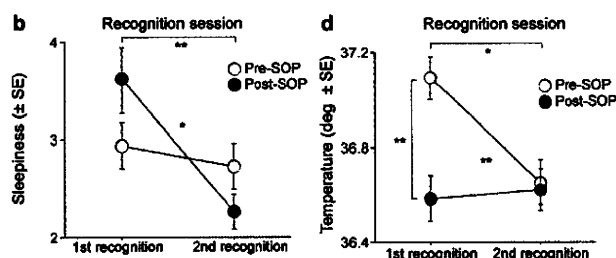 b
Recognition session
**
4
Pre-SOP
Post-SOP
Sleepiness (± SE)
3
*
2
1st recognition
2nd recognition
d
Recognition session
*
37.2
Pre-SOP
Post-SOP
Temperature (deg ± SE)
36.8
**
**
36.4
1st recognition
2nd recognition